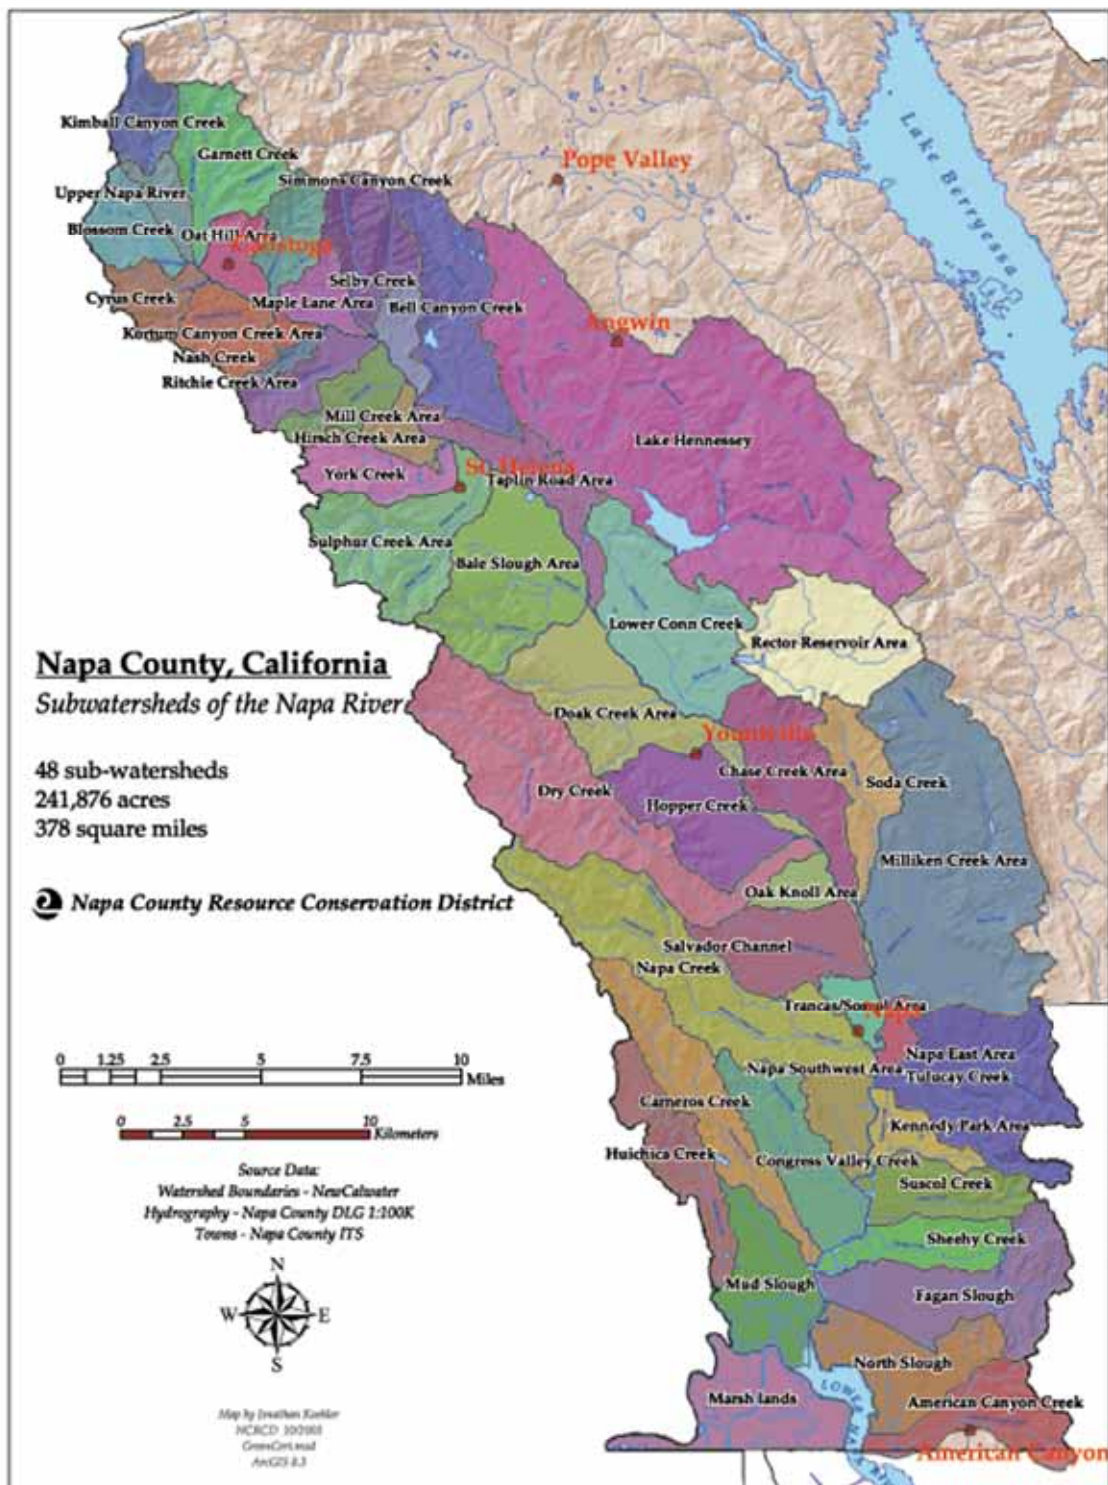 Kimball Canyon Creek
Garnett Creek
Pope Valley
Lake Berryessa
Simmons Canyon Creek
Upper Napa River
Blossom Creek
Oat Hill Area
Calistoga
Selby Creek
Cyrus Creek
Maple Lane Area
Bell Canyon Creek
Angwin
Kortum Canyon Creek Area
Nash Creek
Ritchie Creek Area
Mill Creek Area
Hirsch Creek Area
Lake Hennessey
York Creek
St. Helena
Taplin Road Area
Sulphur Creek Area
Bale Slough Area
Lower Conn Creek
Rector Reservoir Area
Napa County, California
Subwatersheds of the Napa River
48 sub-watersheds
241,876 acres
378 square miles
Napa County Resource Conservation District
Doak Creek Area
Yountville
Chase Creek Area
Soda Creek
Dry Creek
Hopper Creek
Milliken Creek Area
Oak Knoll Area
Salvador Channel
Napa Creek
Trancas/Soscol Area
Napa
Napa East Area
Napa Southwest Area
Tulucay Creek
Carneros Creek
Kennedy Park Area
Huichica Creek
Congress Valley Creek
Suscol Creek
Sheehy Creek
Mud Slough
Fagan Slough
North Slough
Marsh lands
LOWER
American Canyon Creek
American Canyon
0 1.25 2.5 5 7.5 10
Miles
0 2.5 5 10
Kilometers
Source Data:
Watershed Boundaries - NewCalwater
Hydrography - Napa County DLG 1:100K
Towns - Napa County ITS
N
W E
S
Map by Jonathan Koehler
NCRCD
ArcGIS 8.3